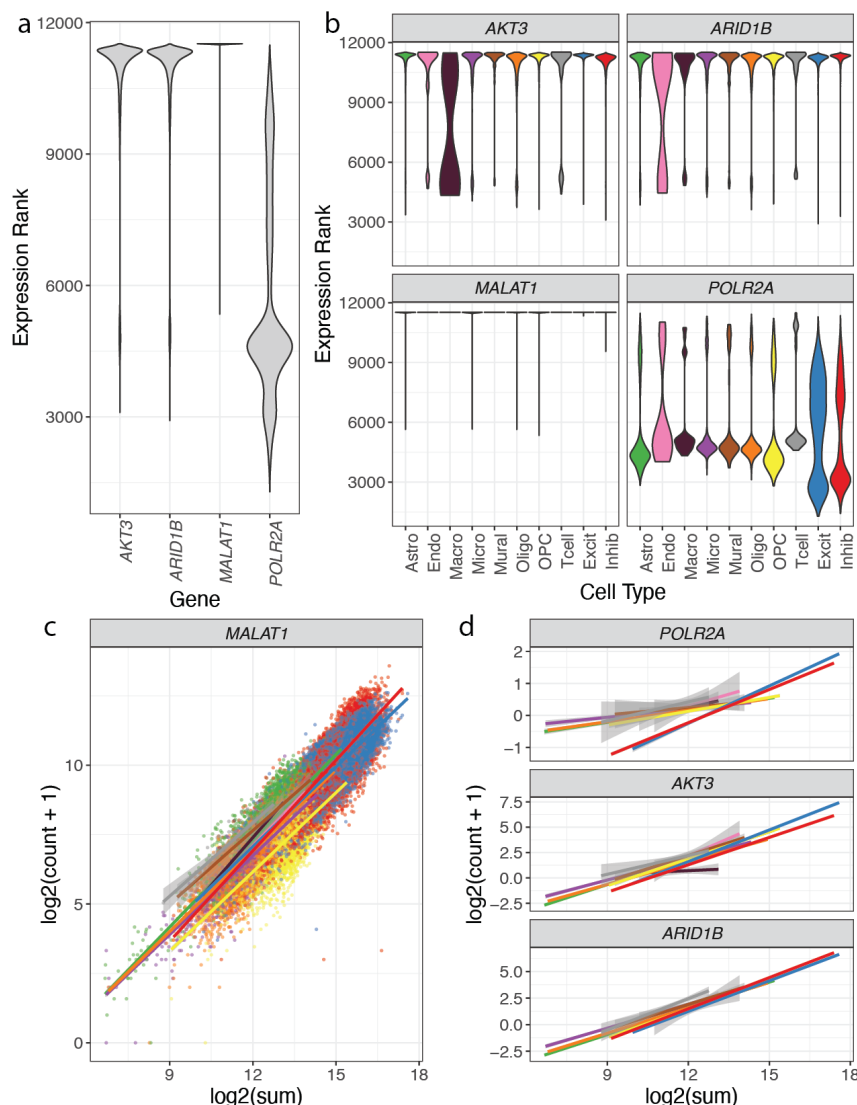 a
12000
9000
6000
3000
Expression Rank
AKT3
ARID1B
MALAT1
POLR2A
Gene
b
AKT3
ARID1B
12000
9000
6000
3000
MALAT1
POLR2A
12000
9000
6000
3000
Expression Rank
Astro
Endo
Macro
Micro
Mural
Oligo
OPC
Tcell
Excit
Inhib
Astro
Endo
Macro
Micro
Mural
Oligo
OPC
Tcell
Excit
Inhib
Cell Type
c
MALAT1
10
5
0
log2(count + 1)
9
12
15
18
log2(sum)
d
POLR2A
2
1
0
−1
AKT3
7.5
5.0
2.5
0.0
−2.5
log2(count + 1)
ARID1B
5.0
2.5
0.0
−2.5
9
12
15
18
log2(sum)